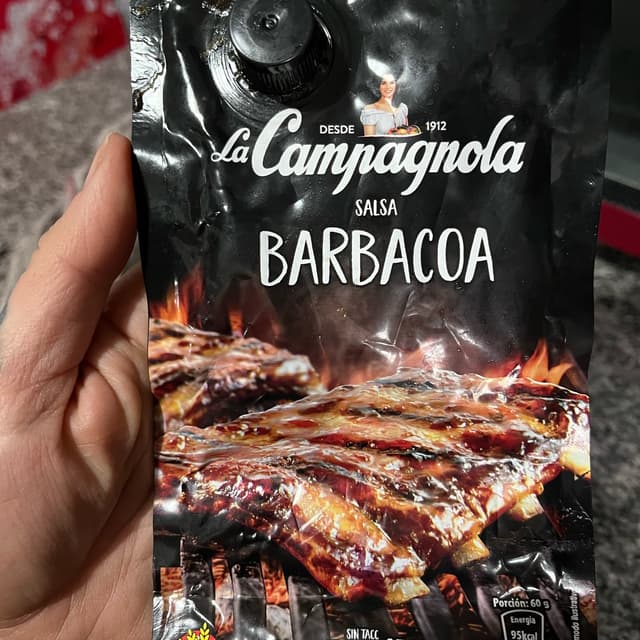 DESDE 1912
La Campagnola
SALSA
BARBACOA
Porción: 60 g
Energía
95kcal
SIN TACC